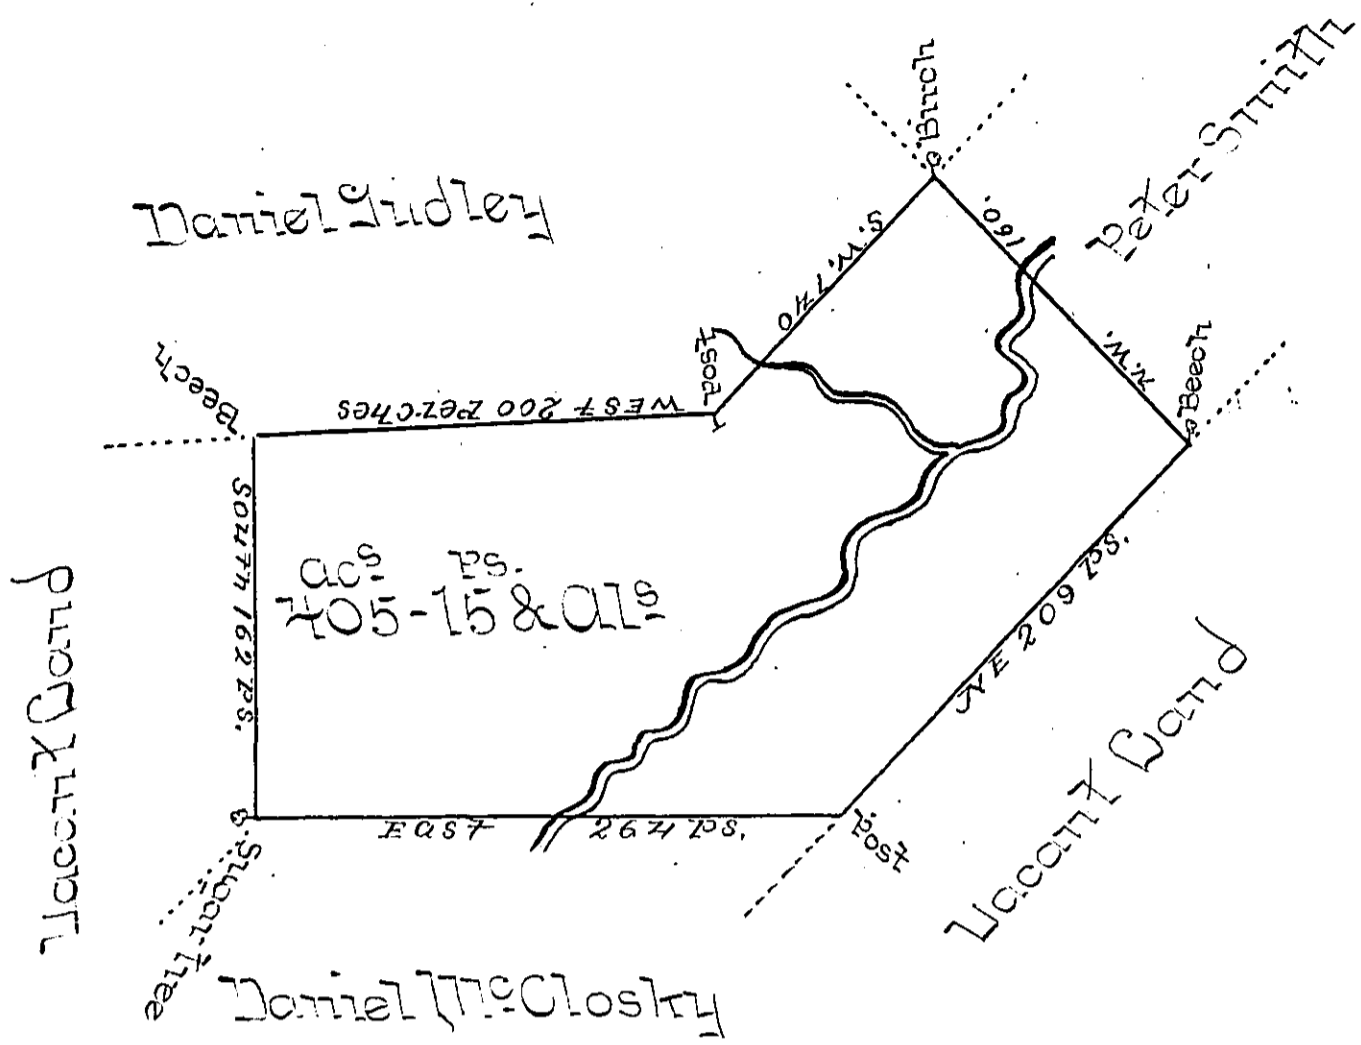 Birch
Peter Smith
Daniel Gudley
S.W. 140
160.
N.W.
Post
Beech
Beech
WEST 200 Perches
SOUTH 162 PS.
acs PS.
405-15 & Als
NE 209 PS.
Vacant Land
Vacant Land
East 264 PS.
Post
Sugar-Tree
Daniel McClosky